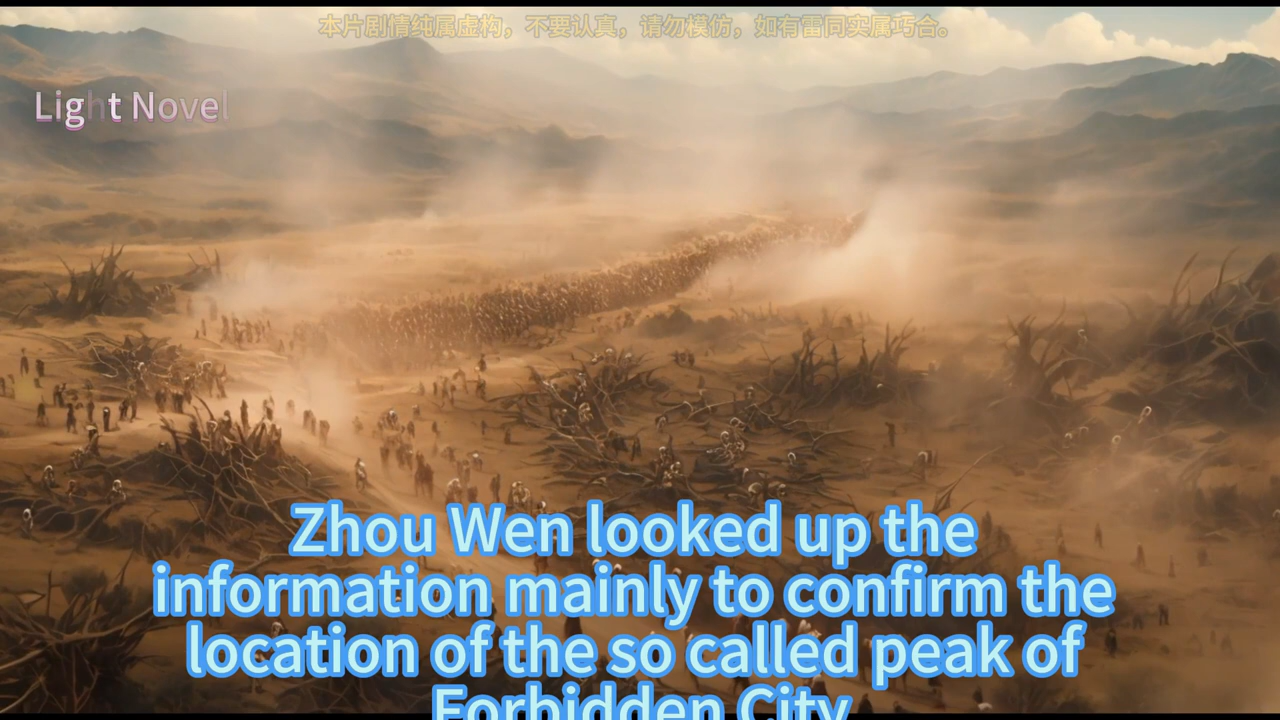 本片剧情纯属虚构，不要认真，请勿模仿，如有雷同实属巧合。
Light Novel
Zhou Wen looked up the
information mainly to confirm the
location of the so called peak of
Forbidden City